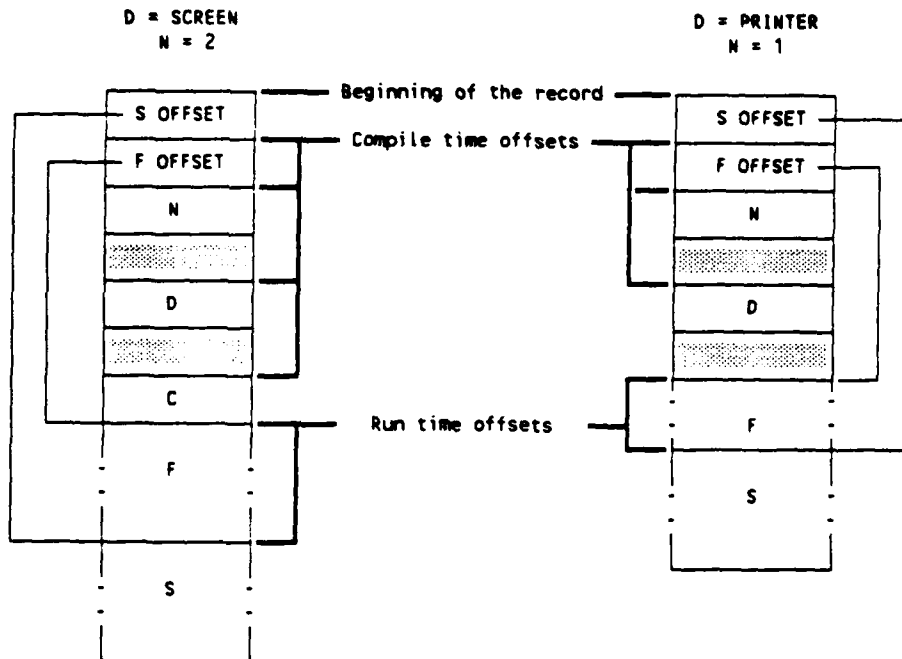 D = SCREEN
N = 2
D = PRINTER
N = 1
Beginning of the record
S OFFSET
S OFFSET
Compile time offsets
F OFFSET
F OFFSET
N
N
D
D
C
Run time offsets
F
F
S
S